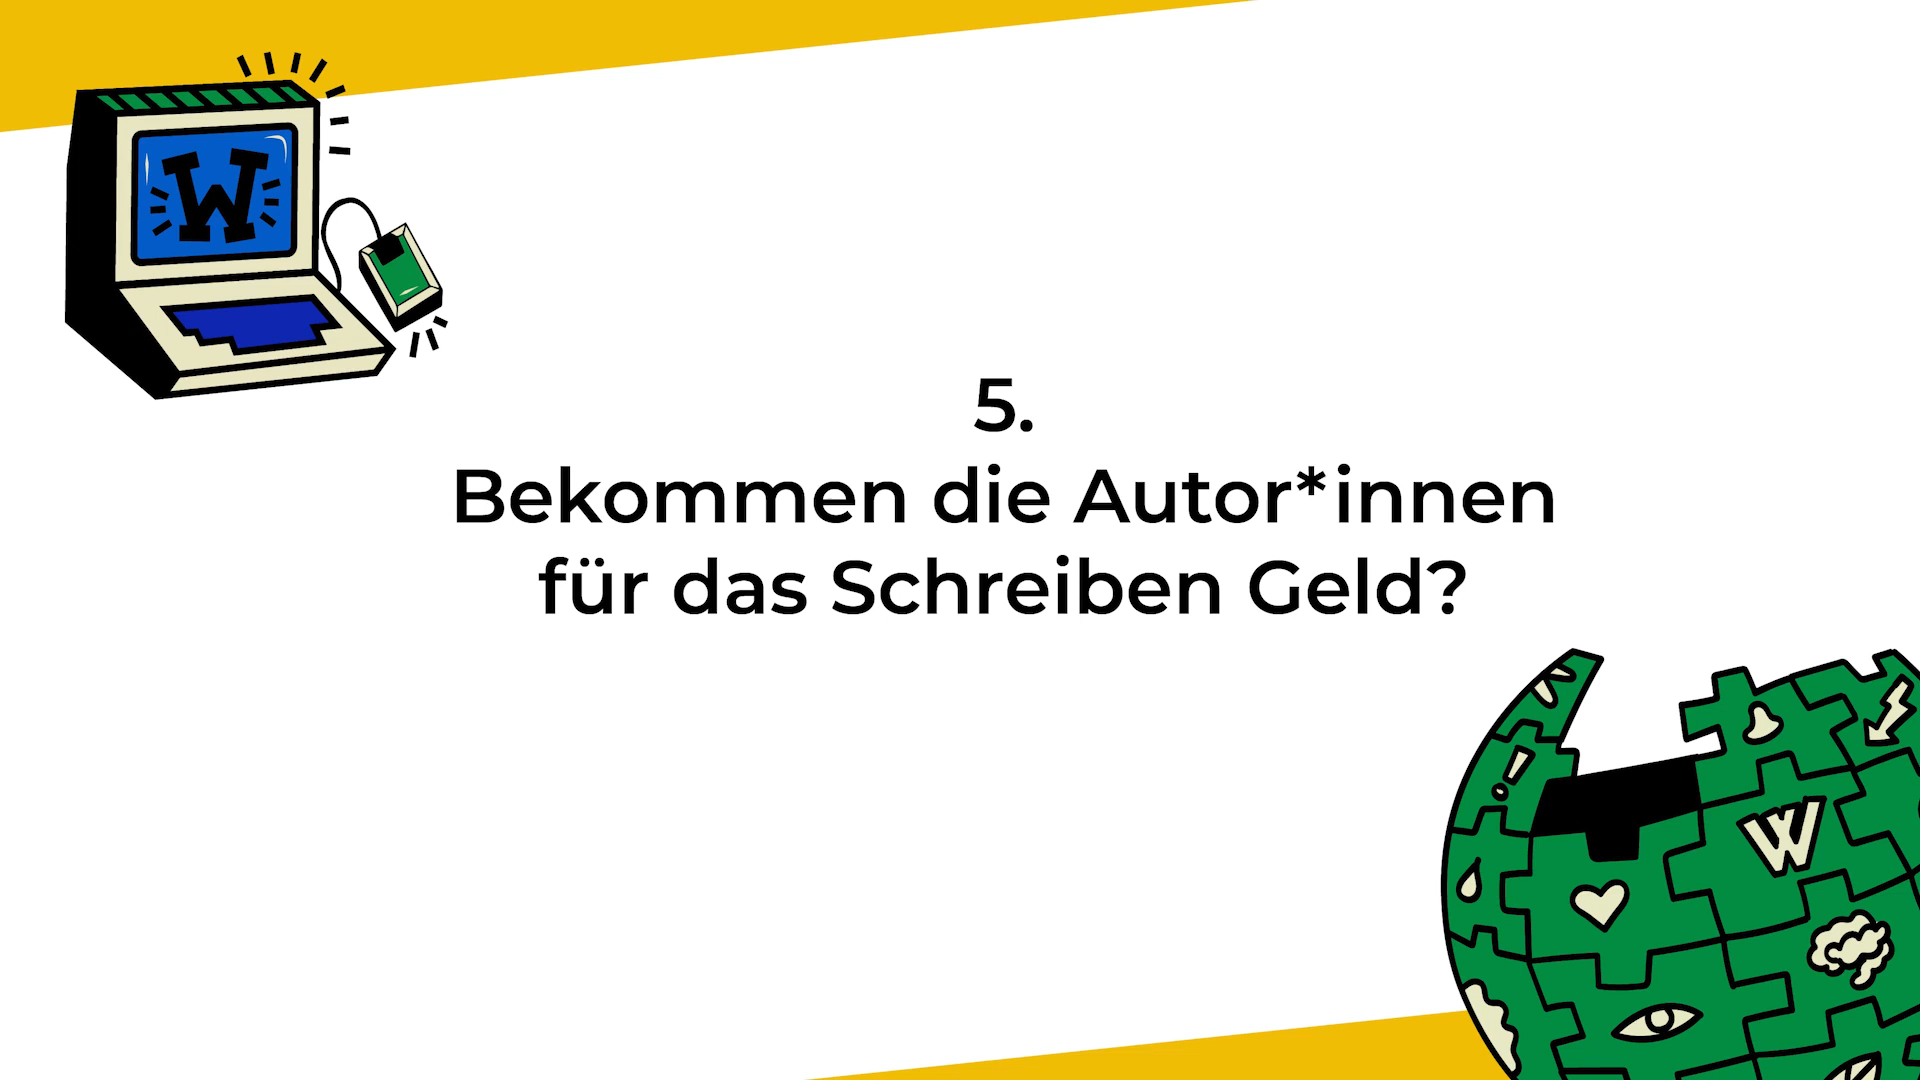 W
5.
Bekommen die Autor*innen
für das Schreiben Geld?
W